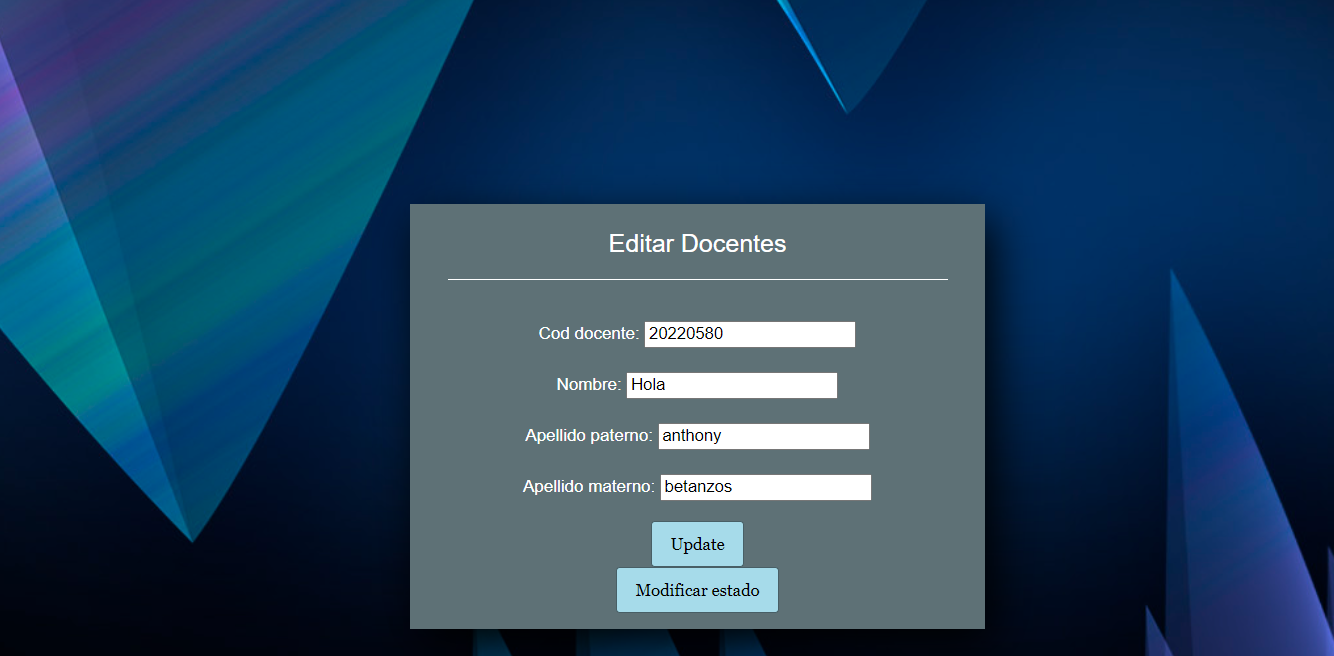 Editar Docentes
Cod docente: 20220580
Nombre: Hola
Apellido paterno: anthony
Apellido materno: betanzos
Update
Modificar estado